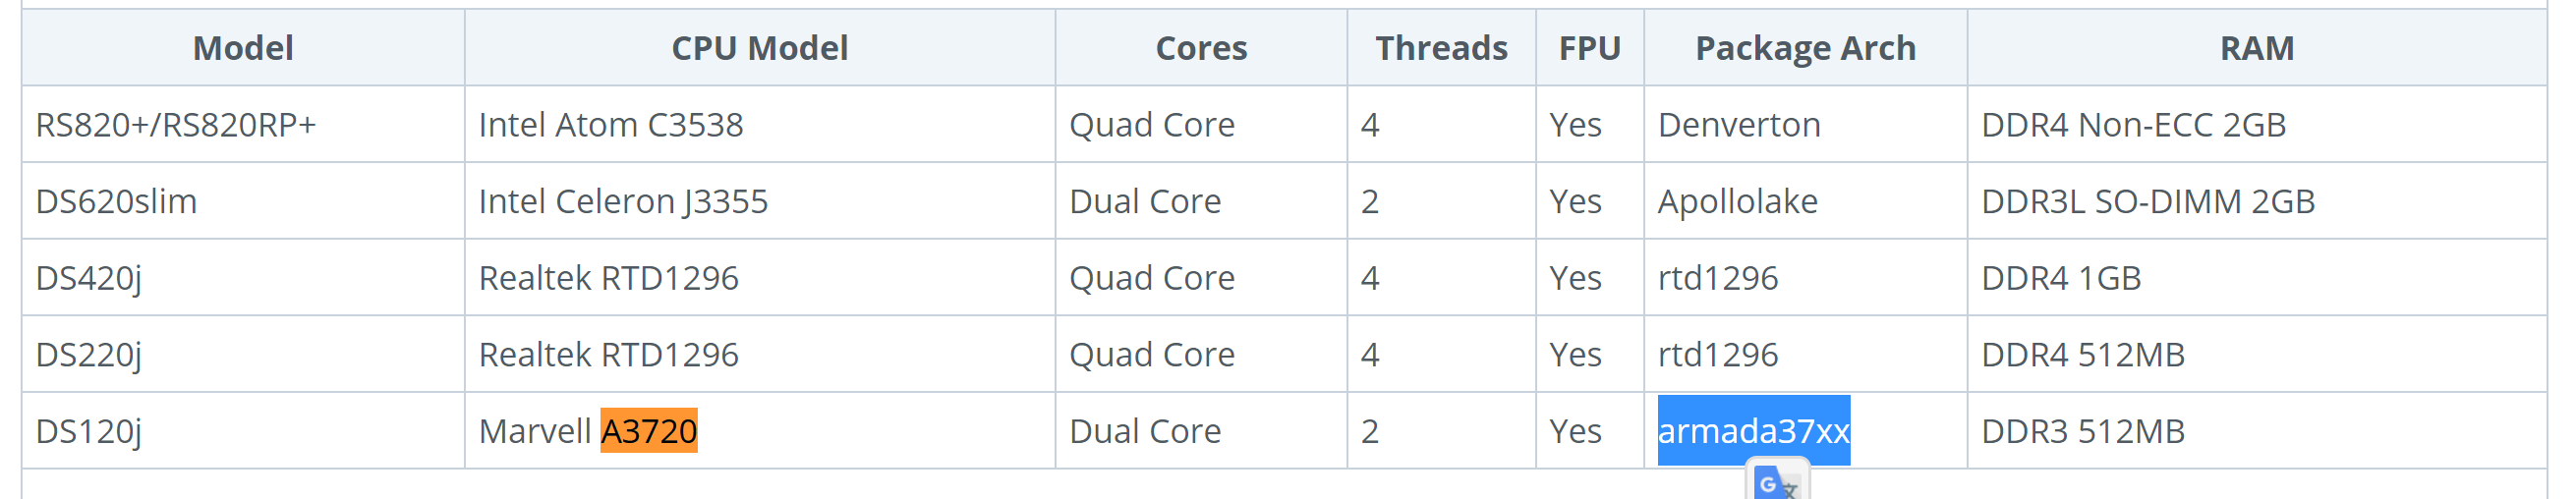 Model CPU Model Cores Threads FPU Package Arch RAM
RS820+/RS820RP+ Intel Atom C3538 Quad Core 4 Yes Denverton DDR4 Non-ECC 2GB
DS620slim Intel Celeron J3355 Dual Core 2 Yes Apollolake DDR3L SO-DIMM 2GB
DS420j Realtek RTD1296 Quad Core 4 Yes rtd1296 DDR4 1GB
DS220j Realtek RTD1296 Quad Core 4 Yes rtd1296 DDR4 512MB
DS120j Marvell A3720 Dual Core 2 Yes armada37xx DDR3 512MB
G 文